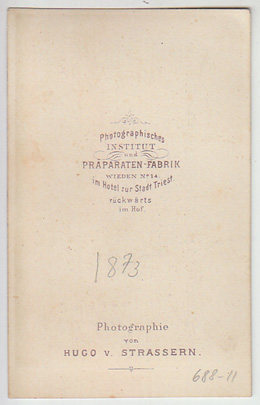 Photographisches
INSTITUT
und
PRÄPARATEN-FABRIK
WIEDEN No 14
im Hotel zur Stadt Triest.
rückwärts
im Hof.
1873
Photographie
von
HUGO v. STRASSERN.
688-11